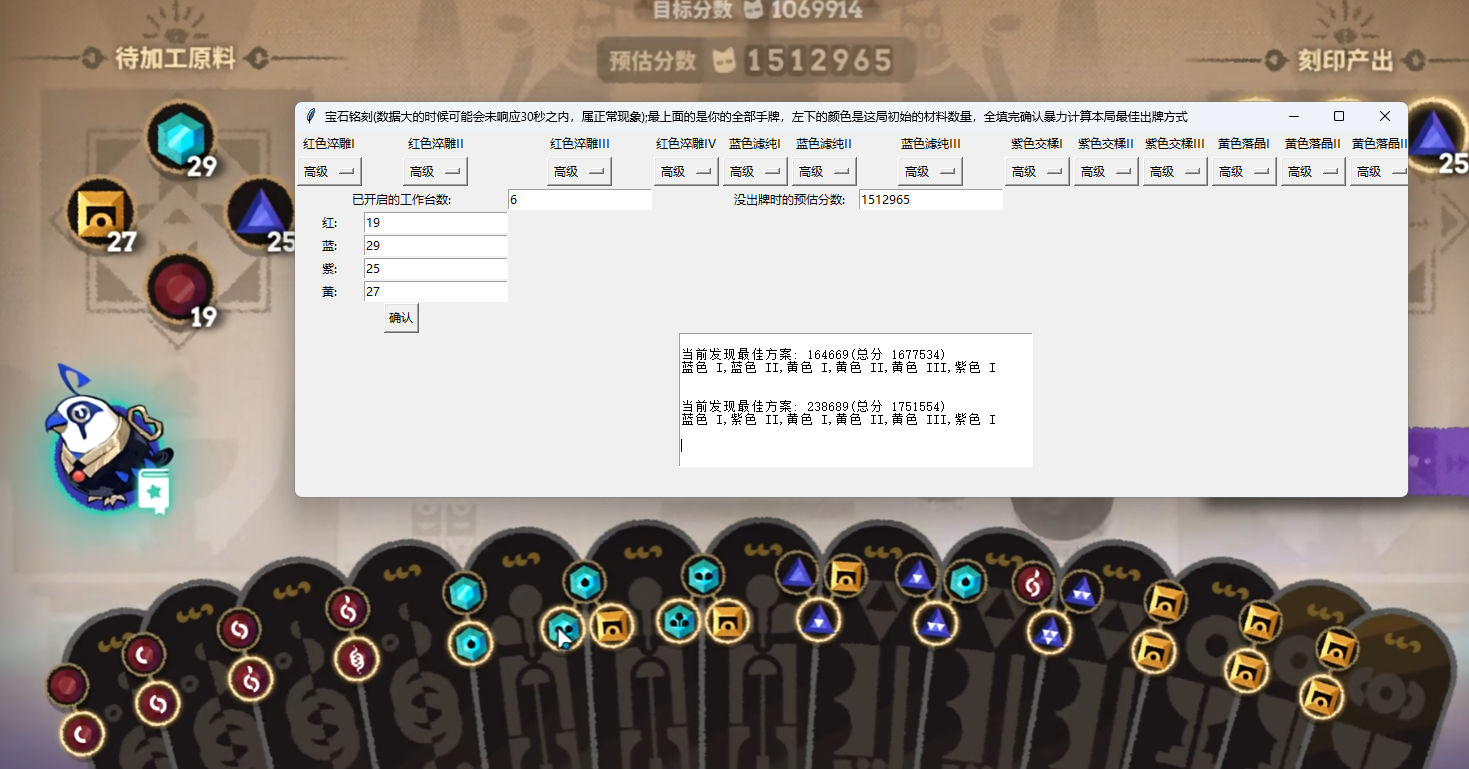 目标分数 1069914
待加工原料
预估分数 1512965
刻印产出
宝石铭刻(数据大的时候可能会未响应30秒之内，属正常现象);最上面的是你的全部手牌，左下的颜色是这局初始的材料数量，全填完确认暴力计算本局最佳出牌方式
红色淬雕I 红色淬雕II 红色淬雕III 红色淬雕IV 蓝色滤纯I 蓝色滤纯II 蓝色滤纯III 紫色交糅I 紫色交糅II 紫色交糅III 黄色落晶I 黄色落晶II 黄色落晶II
高级 高级 高级 高级 高级 高级 高级 高级 高级 高级 高级 高级 高级
已开启的工作台数: 6 没出牌时的预估分数: 1512965
红: 19
蓝: 29
紫: 25
黄: 27
确认
当前发现最佳方案: 164669(总分 1677534)
蓝色 I,蓝色 II,黄色 I,黄色 II,黄色 III,紫色 I
当前发现最佳方案: 238689(总分 1751554)
蓝色 I,紫色 II,黄色 I,黄色 II,黄色 III,紫色 I
29
27
25
19
25